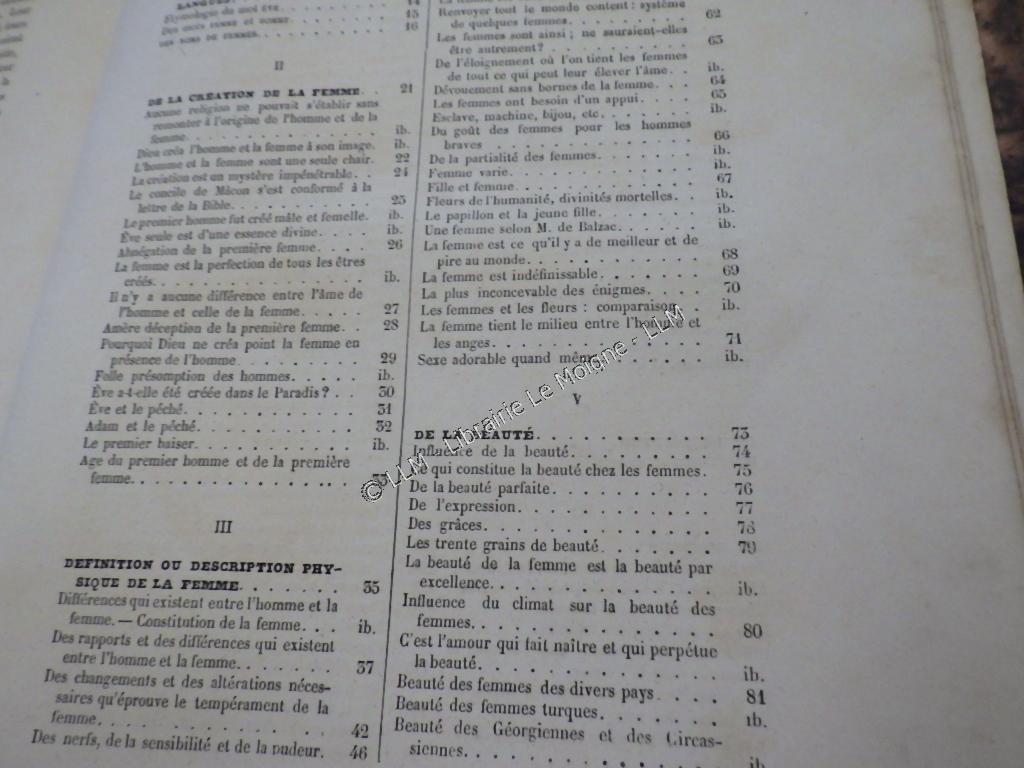 LANGUES.
Étymologie du mot ÈVE
DES MOTS FEMME ET HOMME. 15
DES NOMS DE FEMMES. 16
II
DE LA CRÉATION DE LA FEMME. . 21
Aucune religion ne pouvait s'établir sans
remonter à l'origine de l'homme et de la
femme. ib.
Dieu créa l'homme et la femme à son image. ib.
L'homme et la femme sont une seule chair. 22
La création est un mystère impénétrable. . 24
Le concile de Mâcon s'est conformé à la
lettre de la Bible. 25
Le premier homme fut créé mâle et femelle. ib.
Ève seule est d'une essence divine. ib.
Abnégation de la première femme. 26
La femme est la perfection de tous les êtres
créés. ib.
Il n'y a aucune différence entre l'âme de
l'homme et celle de la femme. 27
Amère déception de la première femme. . 28
Pourquoi Dieu ne créa point la femme en
présence de l'homme 29
Folle présomption des hommes. ib.
Ève a-t-elle été créée dans le Paradis? . . 30
Ève et le péché. 31
Adam et le péché. 32
Le premier baiser. ib.
Age du premier homme et de la première
femme.
III
DÉFINITION OU DESCRIPTION PHY-
SIQUE DE LA FEMME. 35
Différences qui existent entre l'homme et la
femme. — Constitution de la femme. . . ib.
Des rapports et des différences qui existent
entre l'homme et la femme. 37
Des changements et des altérations néces-
saires qu'éprouve le tempérament de la
femme. 42
Des nerfs, de la sensibilité et de la pudeur. 46
Renvoyer tout le monde content: système
de quelques femmes. 62
Les femmes sont ainsi; ne sauraient-elles
être autrement? 63
De l'éloignement où l'on tient les femmes
de tout ce qui peut leur élever l'âme. . ib.
Dévouement sans bornes de la femme. . . 64
Les femmes ont besoin d'un appui. 65
Esclave, machine, bijou, etc. ib.
Du goût des femmes pour les hommes
braves 66
De la partialité des femmes. ib.
Femme varie. ib.
Fille et femme. 67
Fleurs de l'humanité, divinités mortelles. . ib.
Le papillon et la jeune fille. ib.
Une femme selon M. de Balzac. ib.
La femme est ce qu'il y a de meilleur et de
pire au monde. 68
La femme est indéfinissable. 69
La plus inconcevable des énigmes. 70
Les femmes et les fleurs : comparaison. . ib.
La femme tient le milieu entre l'homme et
les anges. 71
Sexe adorable quand même. ib.
V
DE LA BEAUTÉ. 73
Influence de la beauté. 74
Ce qui constitue la beauté chez les femmes. 75
De la beauté parfaite. 76
De l'expression. 77
Des grâces. 78
Les trente grains de beauté. 79
La beauté de la femme est la beauté par
excellence. ib.
Influence du climat sur la beauté des
femmes. 80
C'est l'amour qui fait naître et qui perpétue
la beauté. ib.
Beauté des femmes des divers pays 81
Beauté des femmes turques. ib.
Beauté des Géorgiennes et des Circas-
siennes. ib.
© LLM - Librairie Le Moigne - LLM